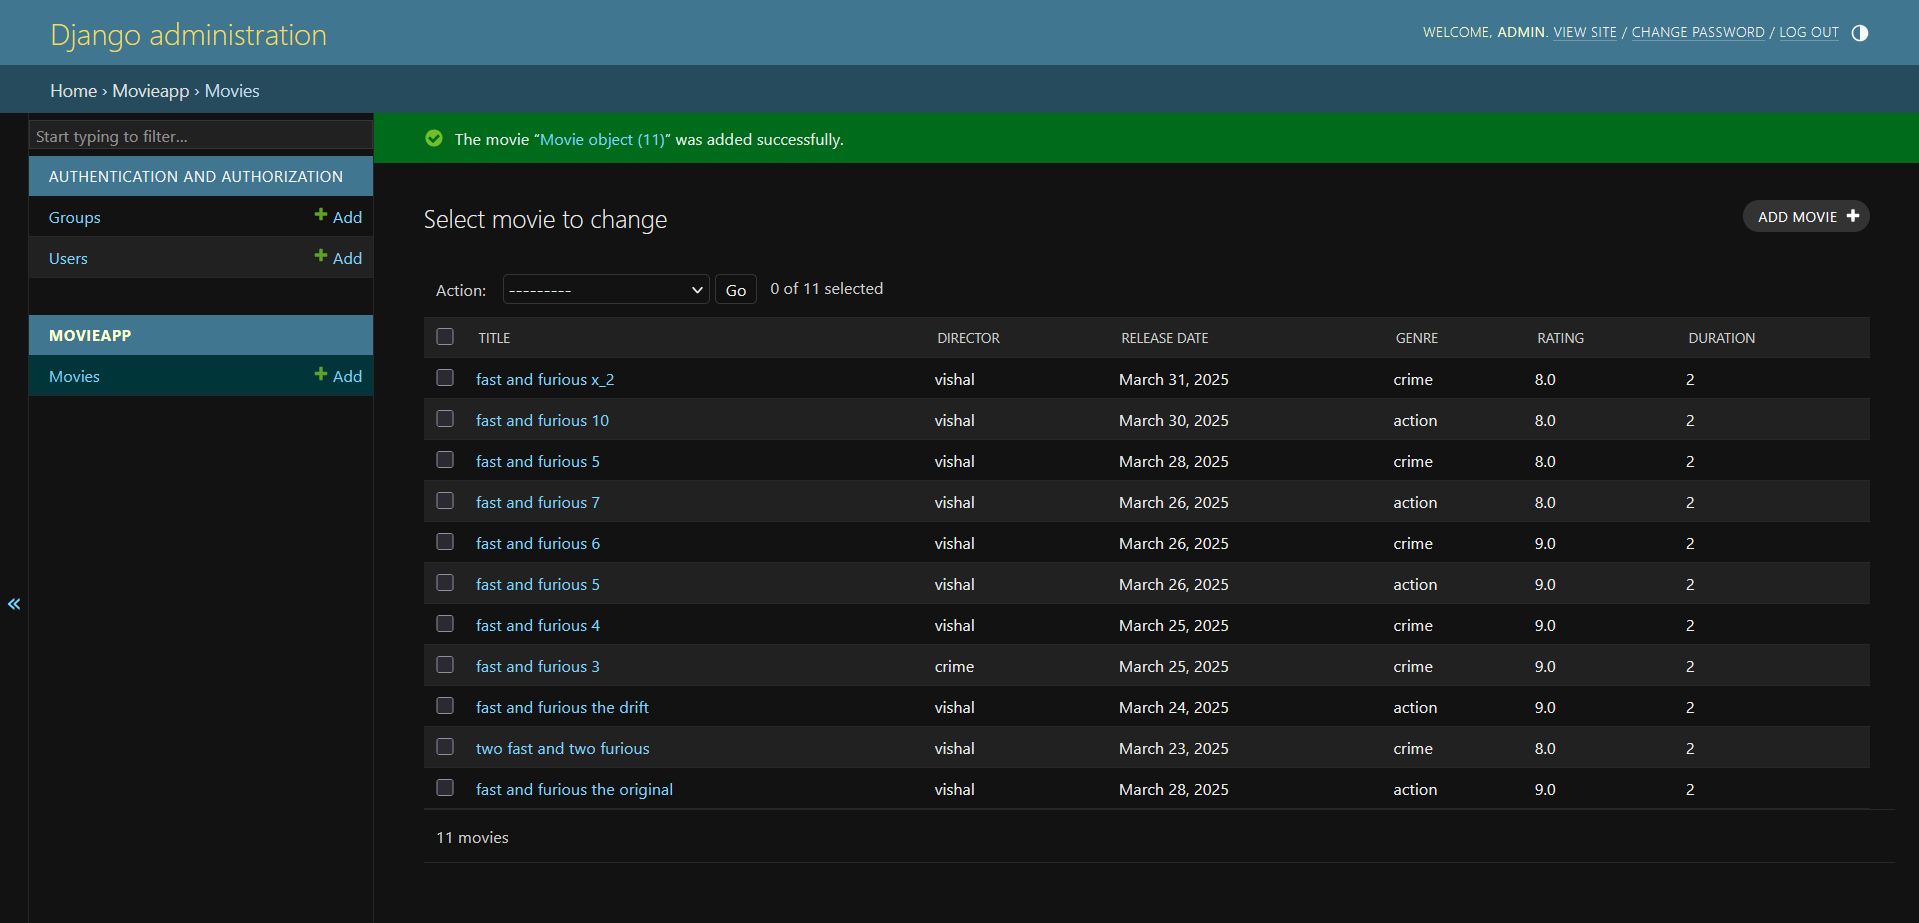 Django administration
WELCOME, ADMIN. VIEW SITE / CHANGE PASSWORD / LOG OUT
Home › Movieapp › Movies
Start typing to filter...
AUTHENTICATION AND AUTHORIZATION
Groups Add
Users Add
MOVIEAPP
Movies Add
The movie “Movie object (11)” was added successfully.
Select movie to change
ADD MOVIE
Action: --------- Go 0 of 11 selected
TITLE DIRECTOR RELEASE DATE GENRE RATING DURATION
fast and furious x_2 vishal March 31, 2025 crime 8.0 2
fast and furious 10 vishal March 30, 2025 action 8.0 2
fast and furious 5 vishal March 28, 2025 crime 8.0 2
fast and furious 7 vishal March 26, 2025 action 8.0 2
fast and furious 6 vishal March 26, 2025 crime 9.0 2
fast and furious 5 vishal March 26, 2025 action 9.0 2
fast and furious 4 vishal March 25, 2025 crime 9.0 2
fast and furious 3 crime March 25, 2025 crime 9.0 2
fast and furious the drift vishal March 24, 2025 action 9.0 2
two fast and two furious vishal March 23, 2025 crime 8.0 2
fast and furious the original vishal March 28, 2025 action 9.0 2
11 movies
«